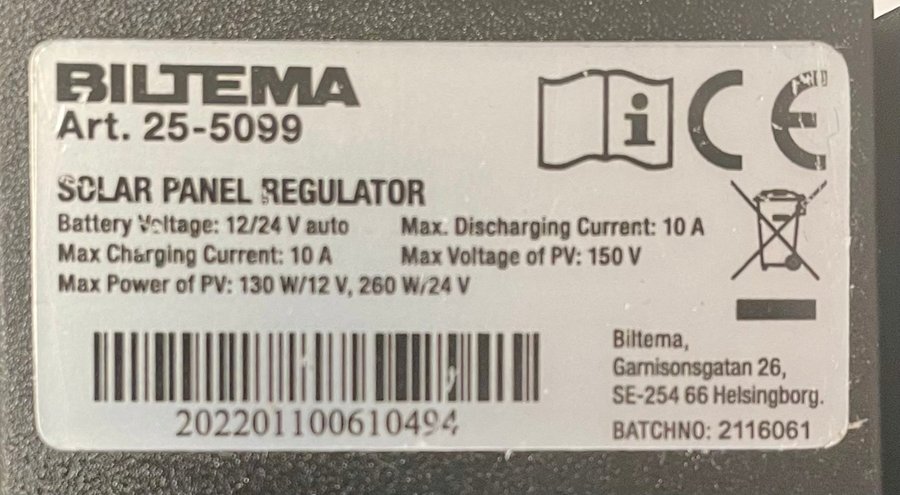 BILTEMA
Art. 25-5099
SOLAR PANEL REGULATOR
Battery Voltage: 12/24 V auto
Max. Discharging Current: 10 A
Max Charging Current: 10 A
Max Voltage of PV: 150 V
Max Power of PV: 130 W/12 V, 260 W/24 V
202201100610494
Biltema,
Garnisonsgatan 26,
SE-254 66 Helsingborg.
BATCHNO: 2116061
i
CE